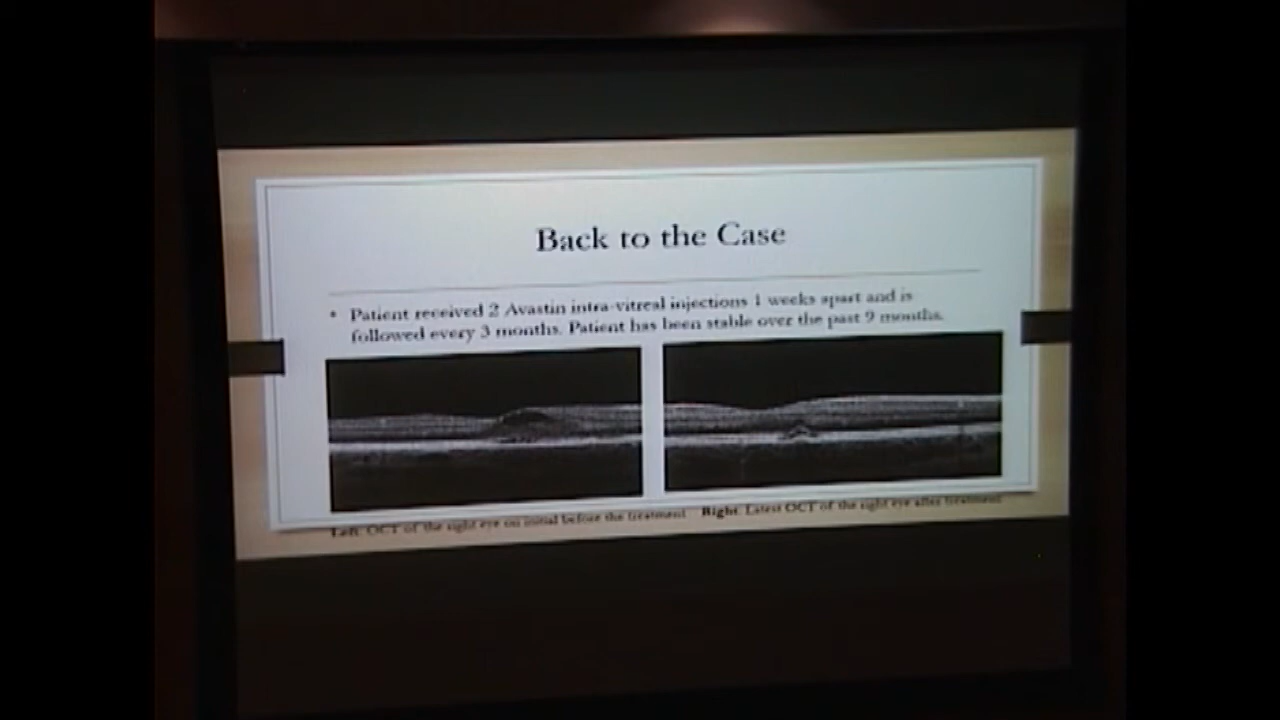 Back to the Case
• Patient received 2 Avastin intra-vitreal injections 1 weeks apart and is
followed every 3 months. Patient has been stable over the past 9 months.
Left: OCT of the right eye on initial before the treatment Right: Latest OCT of the right eye after treatment